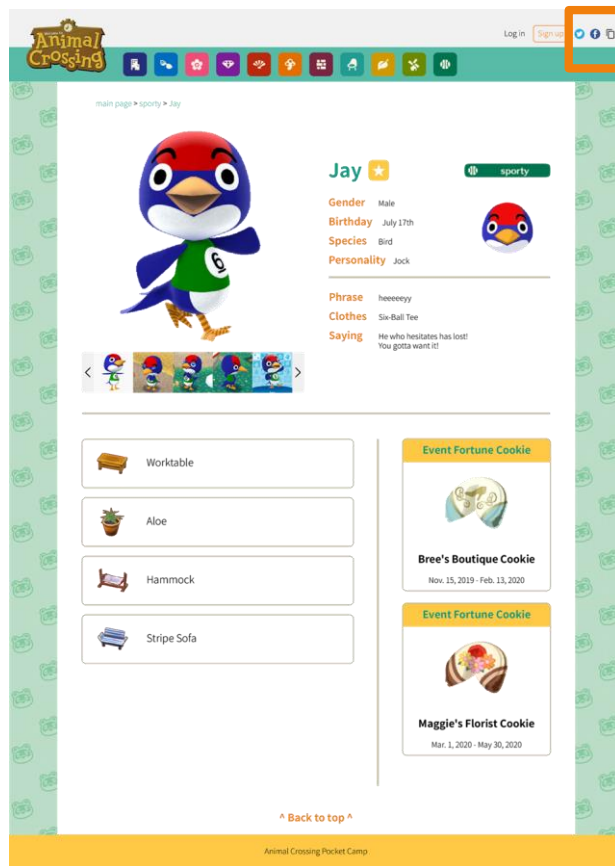 Animal
Crossing
Log in
Sign up
main page > sporty > Jay
Jay
sporty
Gender Male
Birthday July 17th
Species Bird
Personality Jock
6
Phrase heeeeeyy
Clothes Six-Ball Tee
Saying He who hesitates has lost!
You gotta want it!
< >
Worktable
Aloe
Hammock
Stripe Sofa
Event Fortune Cookie
Bree's Boutique Cookie
Nov. 15, 2019 - Feb. 13, 2020
Event Fortune Cookie
Maggie's Florist Cookie
Mar. 1, 2020 - May 30, 2020
^ Back to top ^
Animal Crossing Pocket Camp